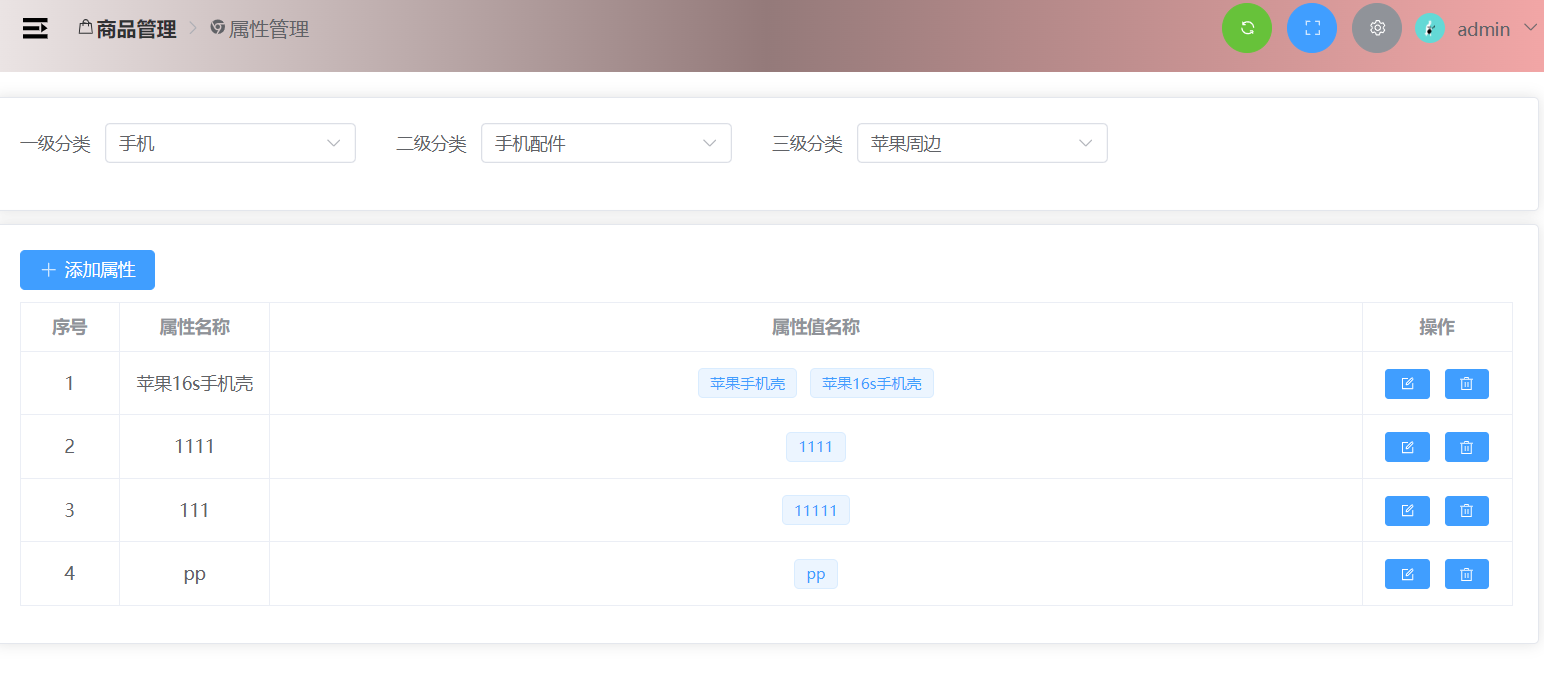 商品管理 属性管理 admin
一级分类 手机 二级分类 手机配件 三级分类 苹果周边
添加属性
序号 属性名称 属性值名称 操作
1 苹果16s手机壳 苹果手机壳 苹果16s手机壳
2 1111 1111
3 111 11111
4 pp pp